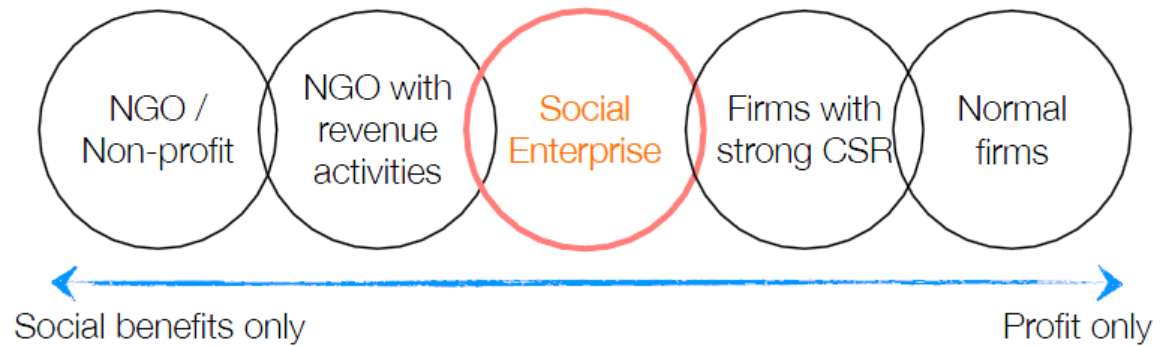 NGO /
Non-profit
NGO with
revenue
activities
Social
Enterprise
Firms with
strong CSR
Normal
firms
Social benefits only
Profit only